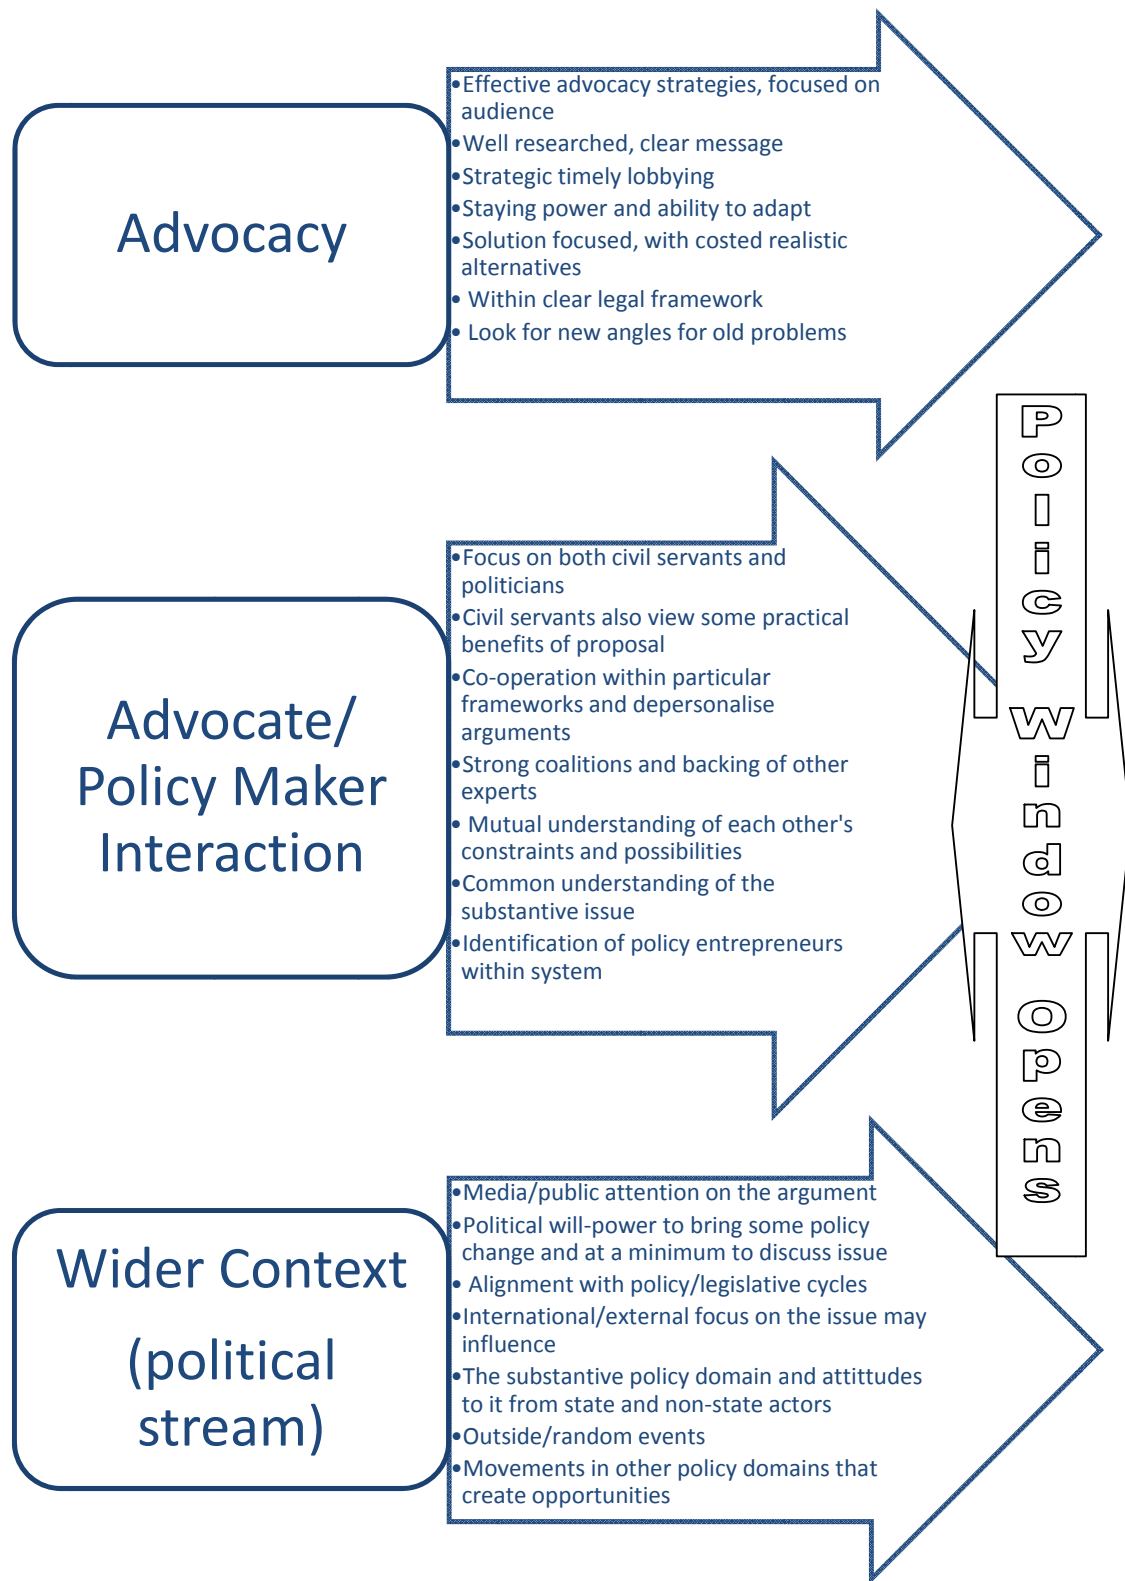 Advocacy
•Effective advocacy strategies, focused on
audience
•Well researched, clear message
•Strategic timely lobbying
•Staying power and ability to adapt
•Solution focused, with costed realistic
alternatives
• Within clear legal framework
• Look for new angles for old problems
Advocate/
Policy Maker
Interaction
•Focus on both civil servants and
politicians
•Civil servants also view some practical
benefits of proposal
•Co-operation within particular
frameworks and depersonalise
arguments
•Strong coalitions and backing of other
experts
• Mutual understanding of each other's
constraints and possibilities
•Common understanding of the
substantive issue
•Identification of policy entrepreneurs
within system
Policy Window Opens
Wider Context
(political
stream)
•Media/public attention on the argument
•Political will-power to bring some policy
change and at a minimum to discuss issue
• Alignment with policy/legislative cycles
•International/external focus on the issue may
influence
•The substantive policy domain and attitudes
to it from state and non-state actors
•Outside/random events
•Movements in other policy domains that
create opportunities